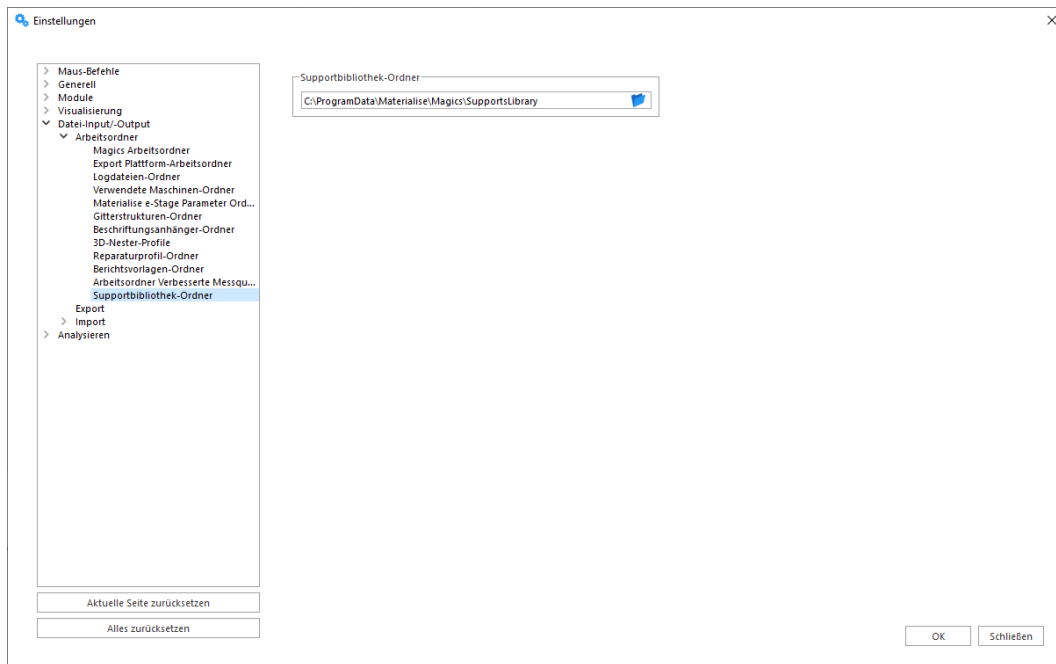 Einstellungen
Maus-Befehle
Generell
Module
Visualisierung
Datei-Input/-Output
Arbeitsordner
Magics Arbeitsordner
Export Plattform-Arbeitsordner
Logdateien-Ordner
Verwendete Maschinen-Ordner
Materialise e-Stage Parameter Ord...
Gitterstrukturen-Ordner
Beschriftungsanhänger-Ordner
3D-Nester-Profile
Reparaturprofil-Ordner
Berichtsvorlagen-Ordner
Arbeitsordner Verbesserte Messqu...
Supportbibliothek-Ordner
Export
Import
Analysieren
Aktuelle Seite zurücksetzen
Alles zurücksetzen
Supportbibliothek-Ordner
C:\ProgramData\Materialise\Magics\SupportsLibrary
OK
Schließen